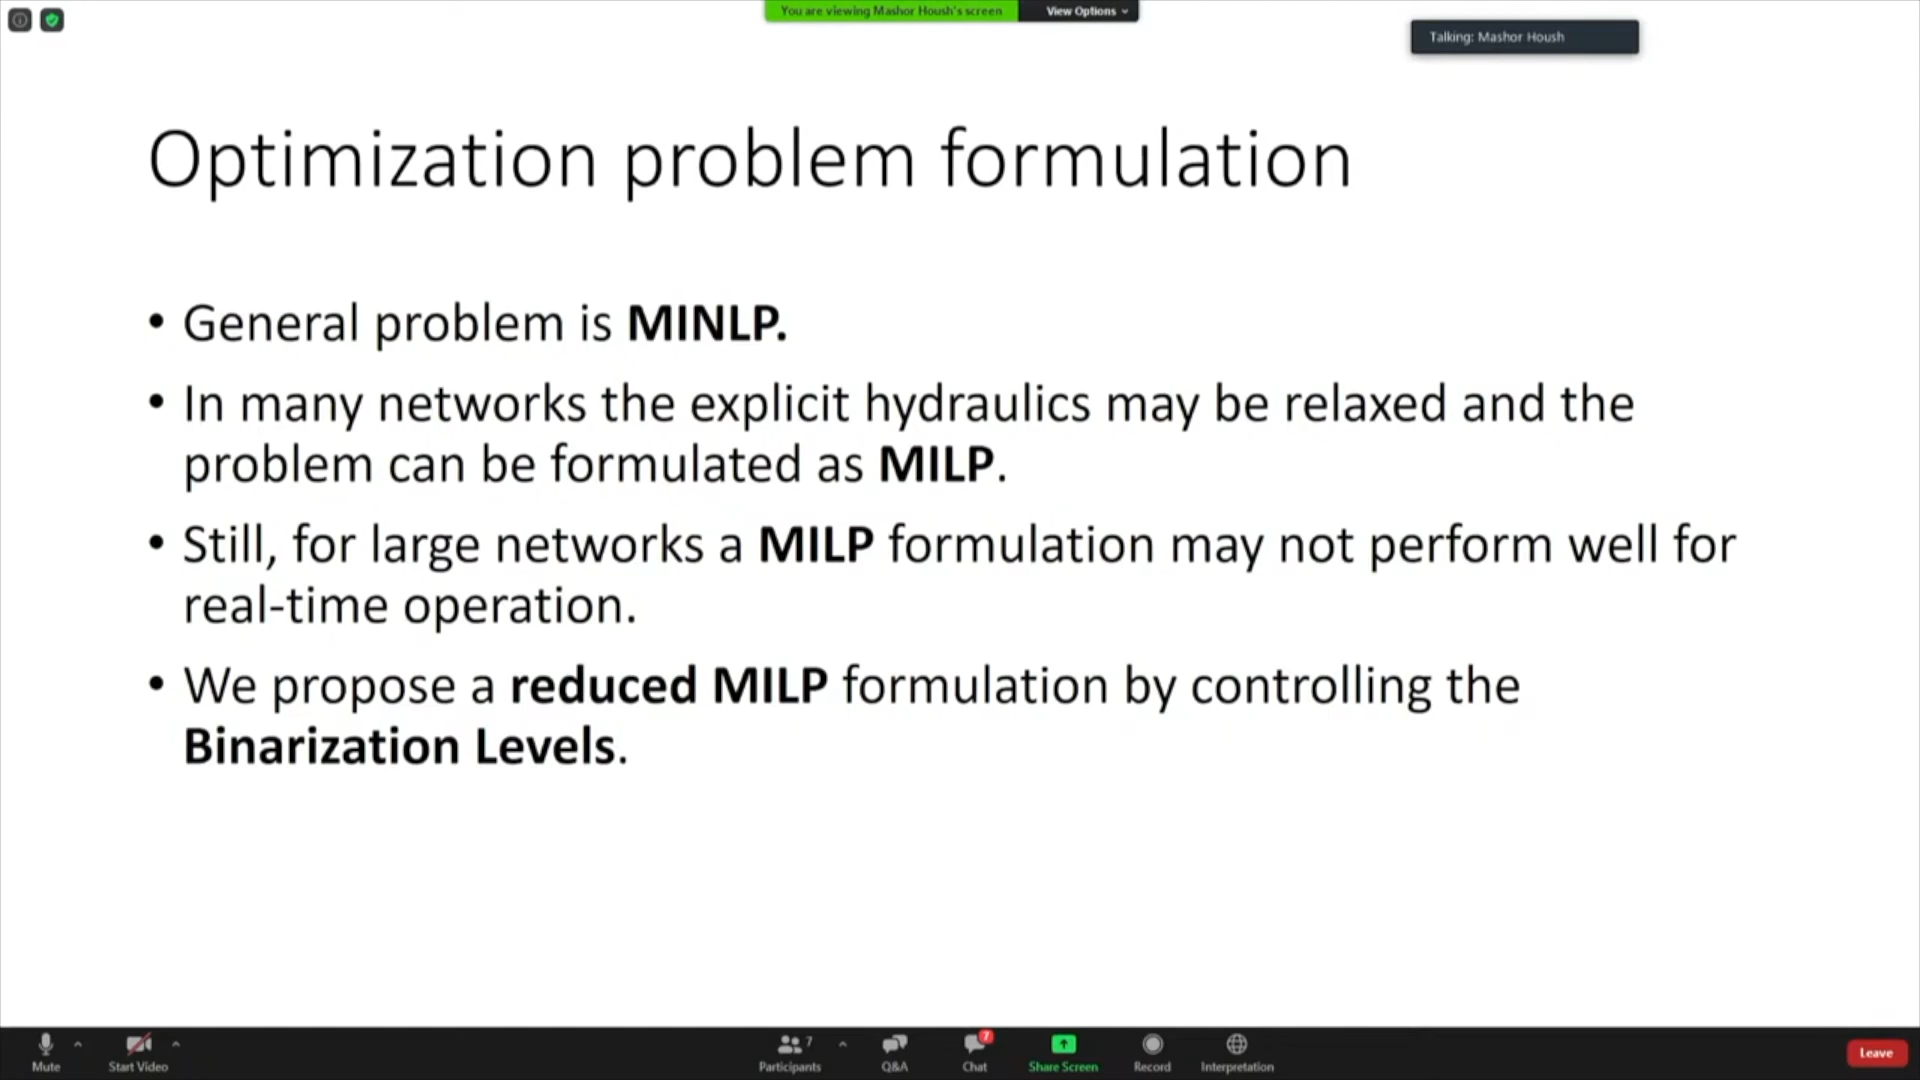 You are viewing Mashor Housh's screen
View Options
Talking: Mashor Housh
Optimization problem formulation
• General problem is MINLP.
• In many networks the explicit hydraulics may be relaxed and the
problem can be formulated as MILP.
• Still, for large networks a MILP formulation may not perform well for
real-time operation.
• We propose a reduced MILP formulation by controlling the
Binarization Levels.
Mute
Start Video
7
Participants
Q&A
7
Chat
Share Screen
Record
Interpretation
Leave